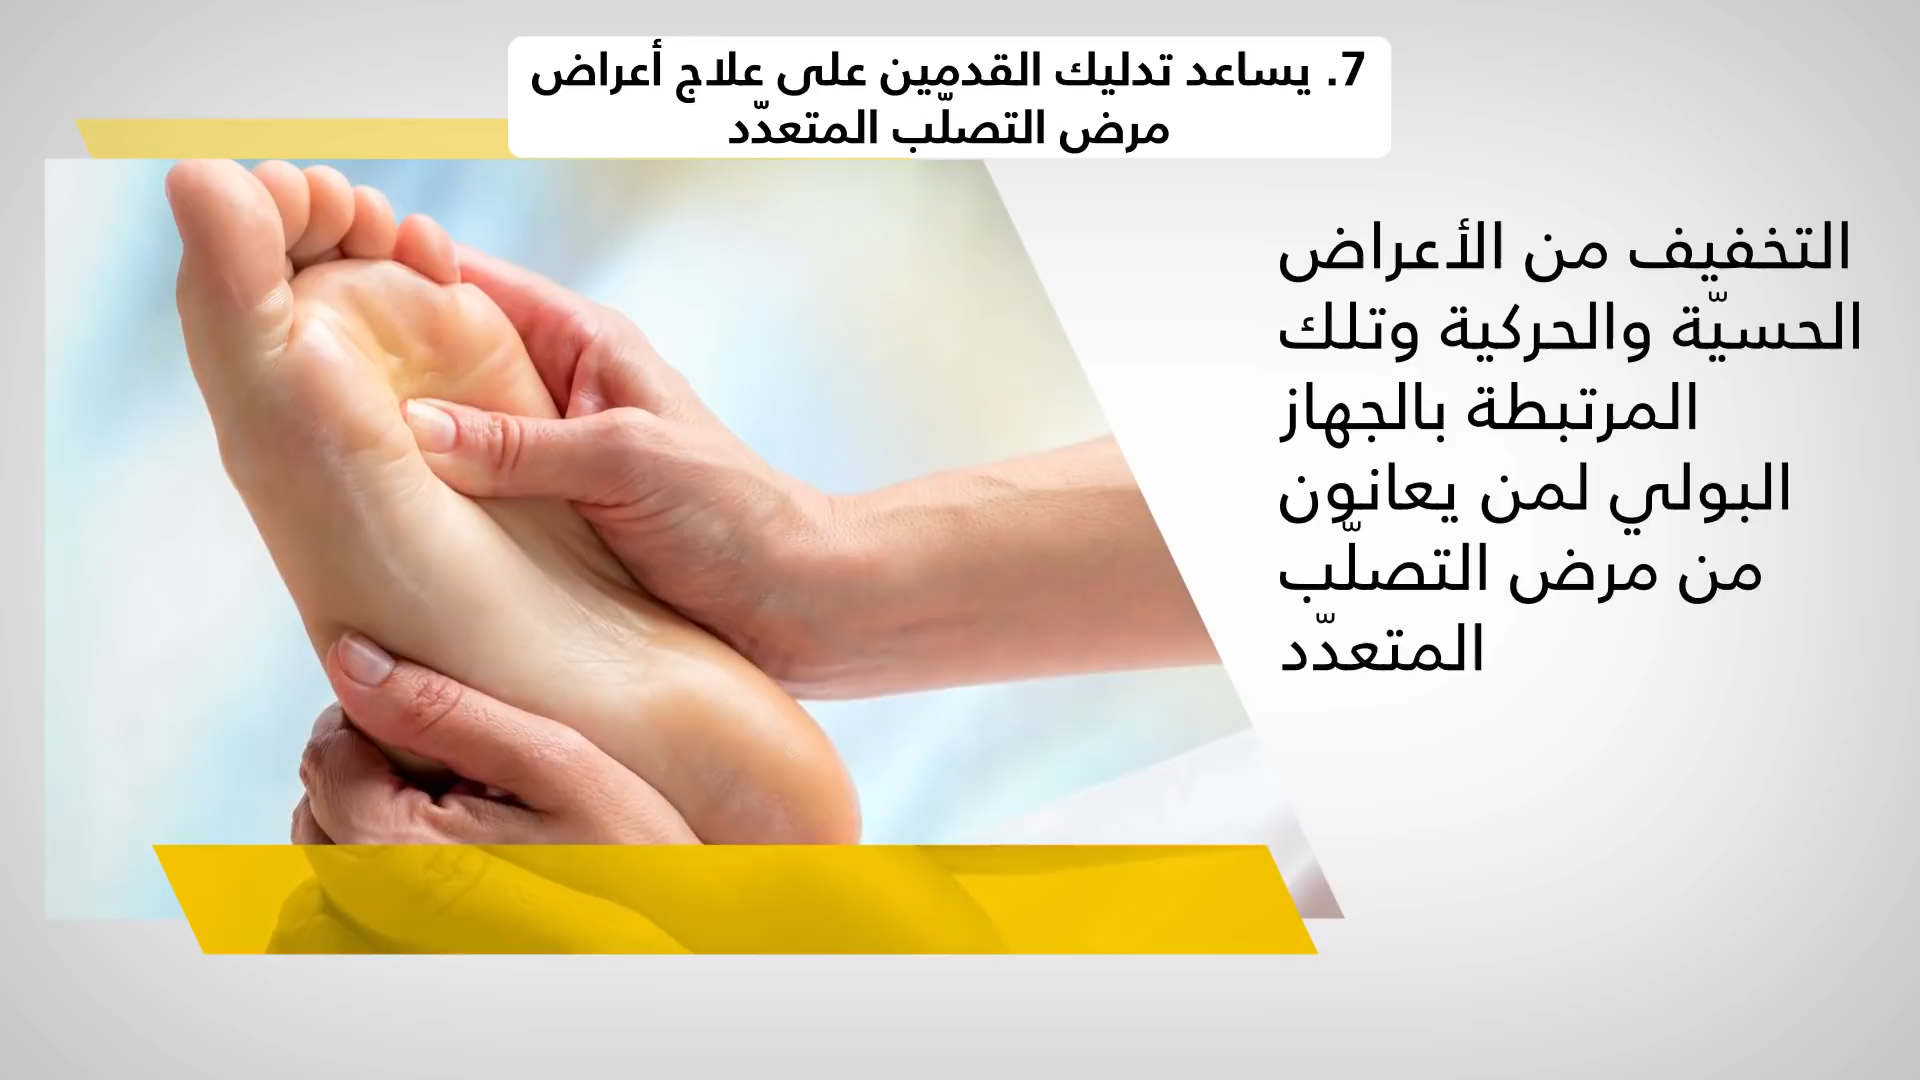 7. يساعد تدليك القدمين على علاج أعراض
مرض التصلّب المتعدّد
التخفيف من الأعراض
الحسيّة والحركية وتلك
المرتبطة بالجهاز
البولي لمن يعانون
من مرض التصلّب
المتعدّد